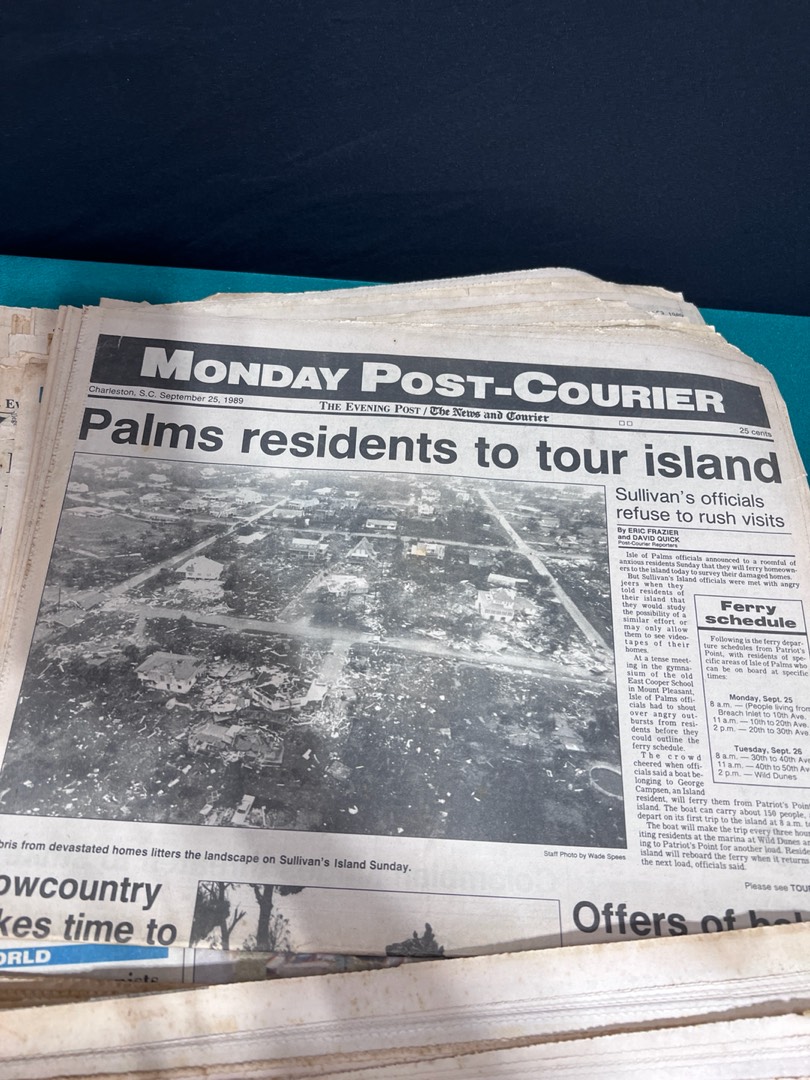 MONDAY POST-COURIER
Charleston, S.C. September 25, 1989
THE EVENING POST / The News and Courier
25 cents
Palms residents to tour island
Sullivan's officials
refuse to rush visits
By ERIC FRAZIER
and DAVID QUICK
Post-Courier Reporters
Isle of Palms officials announced to a roomful of
anxious residents Sunday that they will ferry homeown-
ers to the island today to survey their damaged homes.
But Sullivan's Island officials were met with angry
jeers when they
told residents of
their island that
they would study
the possibility of a
similar effort or
may only allow
them to see video-
tapes of their
homes.
At a tense meet-
ing in the gymna-
sium of the old
East Cooper School
in Mount Pleasant,
Isle of Palms offi-
cials had to shout
over angry out-
bursts from resi-
dents before they
could outline the
ferry schedule.
The crowd
cheered when offi-
cials said a boat be-
longing to George
Campsen, an Island
resident, will ferry them from Patriot's Poin
island. The boat can carry about 150 people,
depart on its first trip to the island at 8 a.m. to
The boat will make the trip every three hou
iting residents at the marina at Wild Dunes an
ing to Patriot's Point for another load. Reside
island will reboard the ferry when it returns
the next load, officials said.
Please see TOU
Ferry
schedule
Following is the ferry depar-
ture schedules from Patriot's
Point, with residents of spe-
cific areas of Isle of Palms who
can be on board at specific
times:
Monday, Sept. 25
8 a.m. — (People living from
Breach Inlet to 10th Ave.
11 a.m. — 10th to 20th Ave.
2 p.m. — 20th to 30th Ave.
Tuesday, Sept. 26
8 a.m. — 30th to 40th Av
11 a.m. — 40th to 50th Av
2 p.m. — Wild Dunes
Staff Photo by Wade Spees
bris from devastated homes litters the landscape on Sullivan's Island Sunday.
owcountry
kes time to
ORLD
Offers of